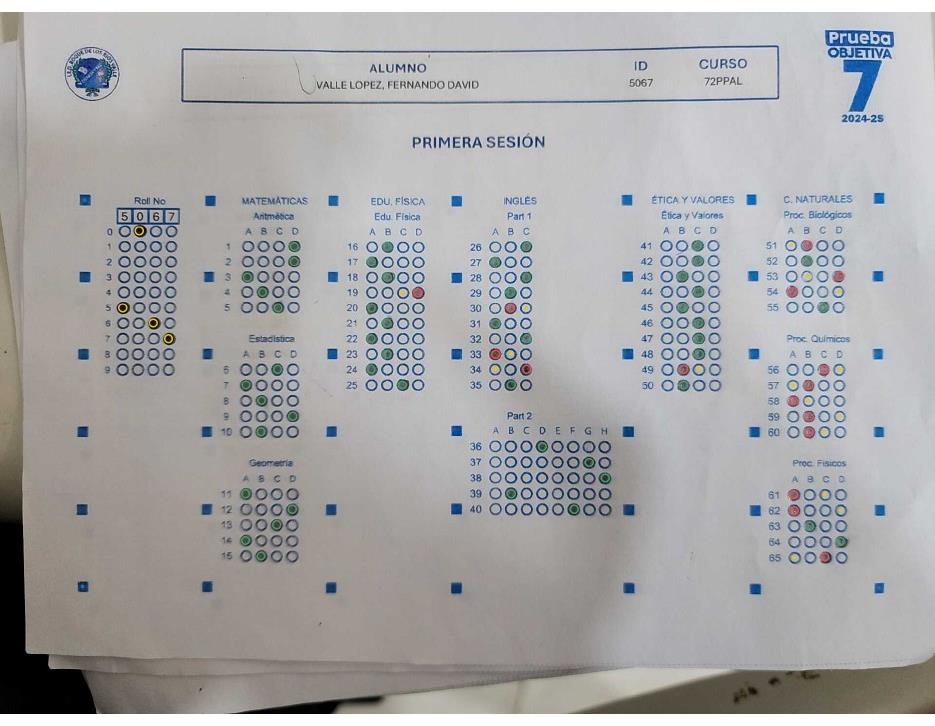 I.E.D. ROQUE DE LOS RIOS VALLE
ALUMNO ID CURSO
VALLE LOPEZ, FERNANDO DAVID 5067 72PPAL
Prueba
OBJETIVA
7
2024-25
PRIMERA SESIÓN
Roll No
5 0 6 7
0
1
2
3
4
5
6
7
8
9
MATEMÁTICAS
Aritmética
A B C D
1
2
3
4
5
Estadística
A B C D
6
7
8
9
10
Geometría
A B C D
11
12
13
14
15
EDU. FÍSICA
Edu. Física
A B C D
16
17
18
19
20
21
22
23
24
25
INGLÉS
Part 1
A B C
26
27
28
29
30
31
32
33
34
35
Part 2
A B C D E F G H
36
37
38
39
40
ÉTICA Y VALORES
Ética y Valores
A B C D
41
42
43
44
45
46
47
48
49
50
C. NATURALES
Proc. Biológicos
A B C D
51
52
53
54
55
Proc. Químicos
A B C D
56
57
58
59
60
Proc. Físicos
A B C D
61
62
63
64
65